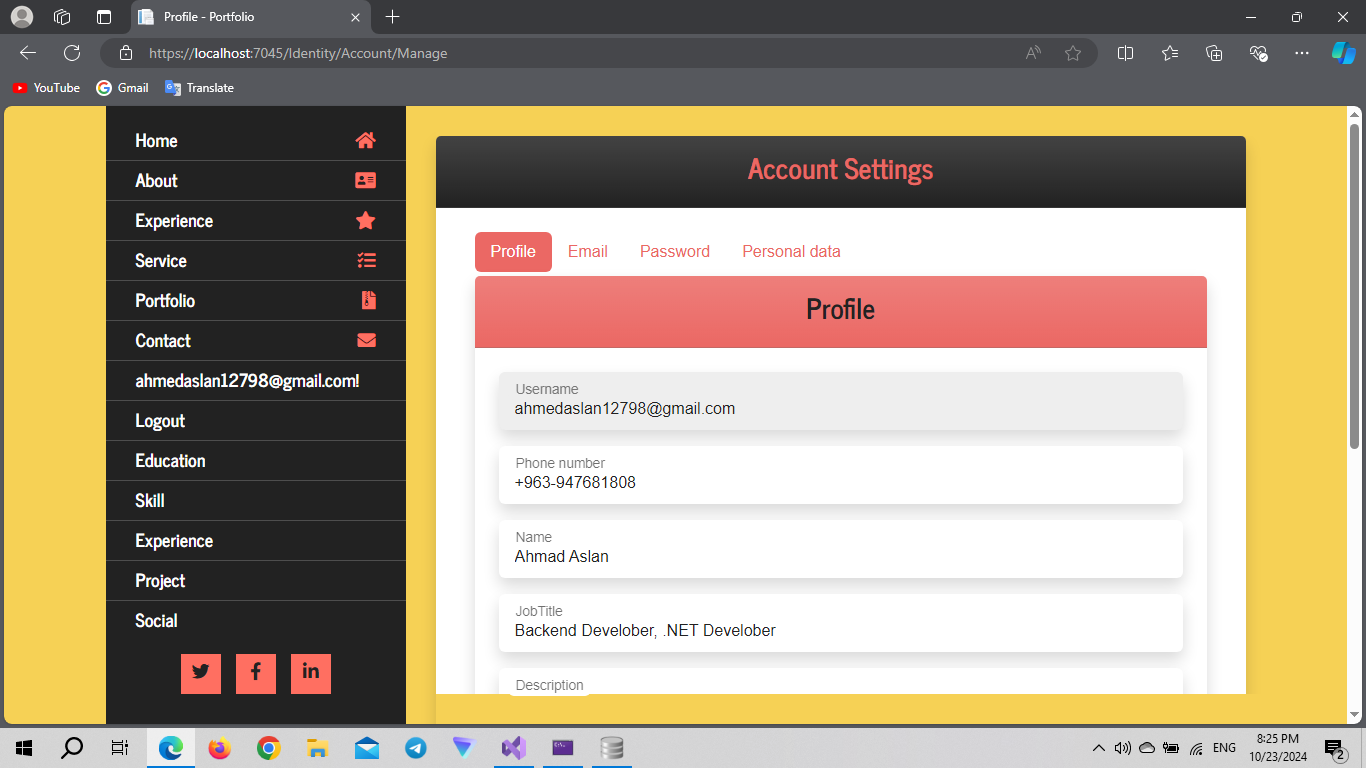 Profile - Portfolio
https://localhost:7045/Identity/Account/Manage
YouTube Gmail Translate
Home
About
Experience
Service
Portfolio
Contact
ahmedaslan12798@gmail.com!
Logout
Education
Skill
Experience
Project
Social
Account Settings
Profile Email Password Personal data
Profile
Username
ahmedaslan12798@gmail.com
Phone number
+963-947681808
Name
Ahmad Aslan
JobTitle
Backend Develober, .NET Develober
Description
ENG
8:25 PM
10/23/2024
2